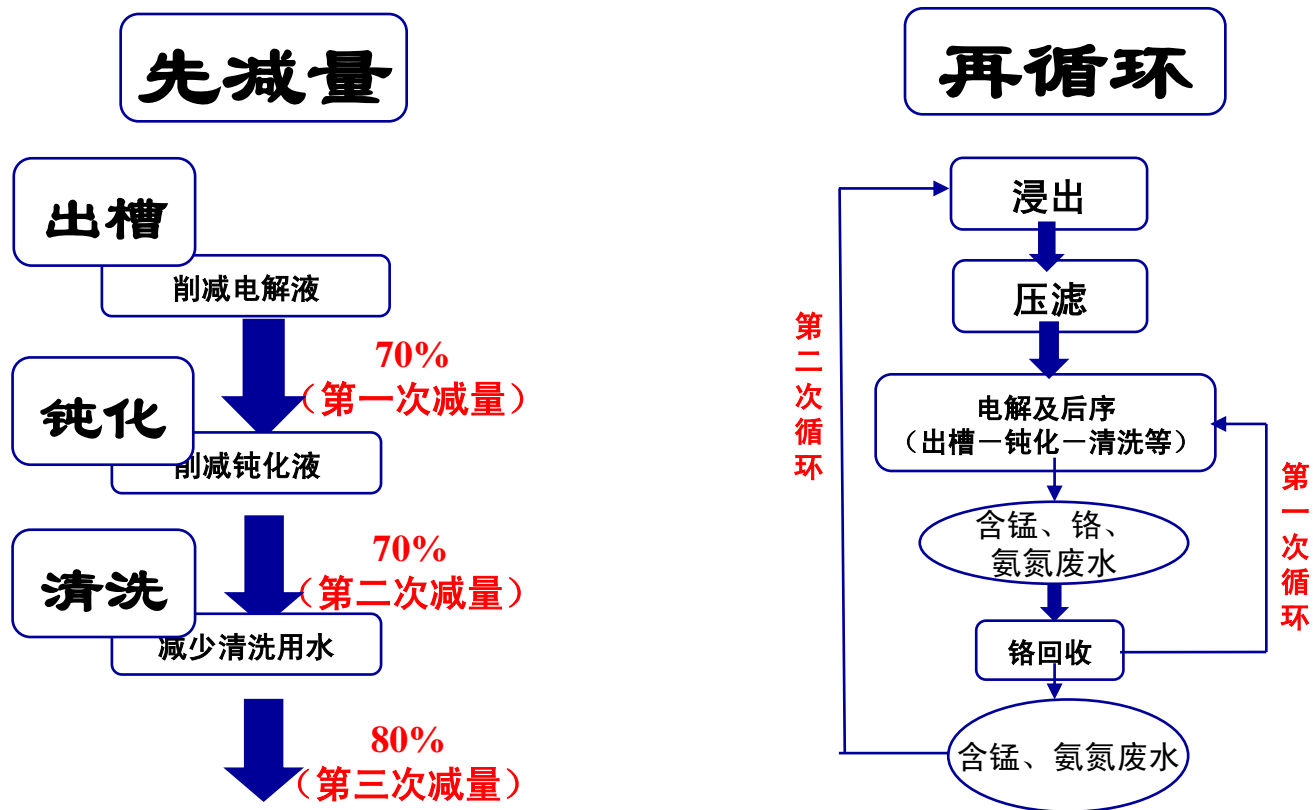 先减量
出槽
削减电解液
70%
（第一次减量）
钝化
削减钝化液
70%
（第二次减量）
清洗
减少清洗用水
80%
（第三次减量）
再循环
浸出
压滤
电解及后序
（出槽－钝化－清洗等）
含锰、铬、
氨氮废水
铬回收
含锰、氨氮废水
第一次循环
第二次循环